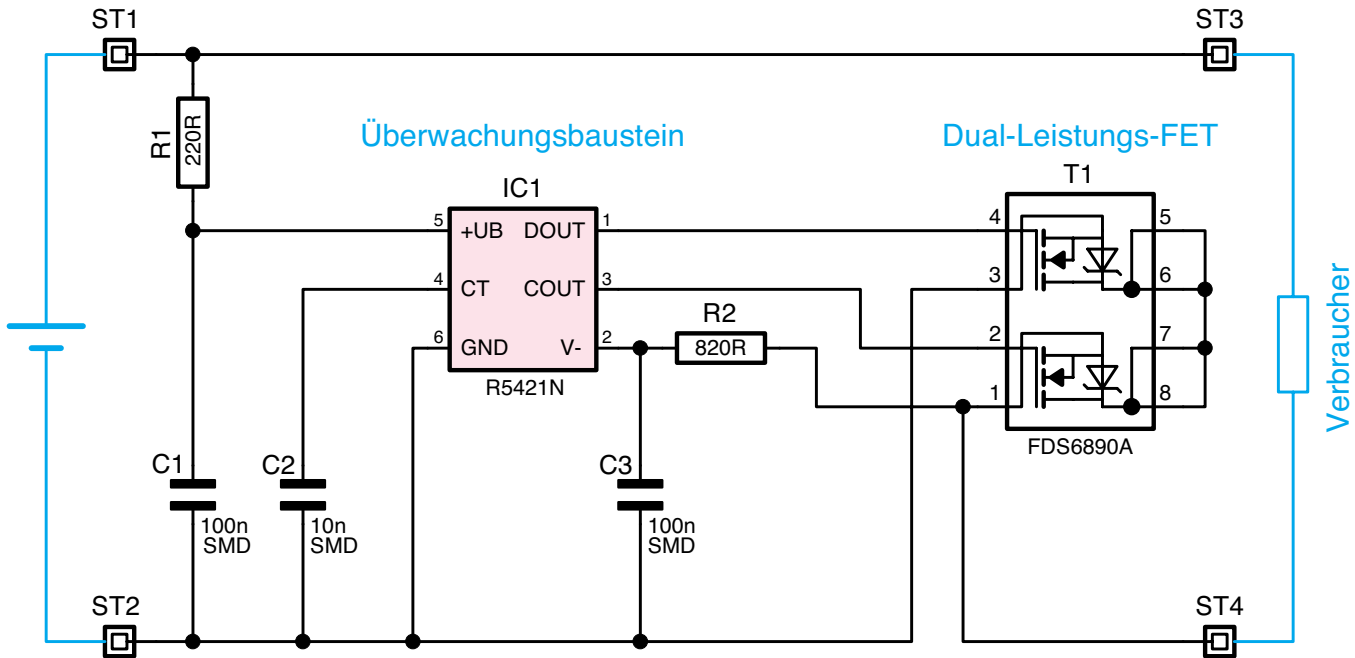 ST1
ST3
R1
220R
Überwachungsbaustein
Dual-Leistungs-FET
IC1
T1
5 +UB DOUT 1
4 CT COUT 3
6 GND V- 2
R5421N
R2
820R
4 5
3 6
2 7
1 8
FDS6890A
Verbraucher
C1
100n
SMD
C2
10n
SMD
C3
100n
SMD
ST2
ST4